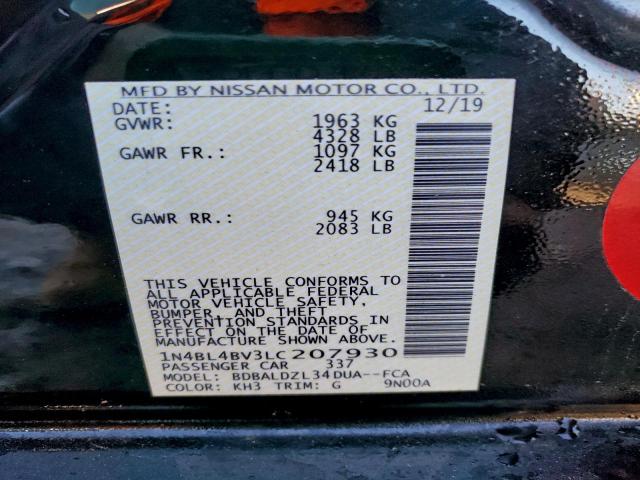 MFD BY NISSAN MOTOR CO., LTD.
DATE: 12/19
GVWR: 1963 KG
4328 LB
GAWR FR.: 1097 KG
2418 LB
GAWR RR.: 945 KG
2083 LB
THIS VEHICLE CONFORMS TO
ALL APPLICABLE FEDERAL
MOTOR VEHICLE SAFETY,
BUMPER, AND THEFT
PREVENTION STANDARDS IN
EFFECT ON THE DATE OF
MANUFACTURE SHOWN ABOVE.
1N4BL4BV3LC207930
PASSENGER CAR 337
MODEL: BDBALDZL34DUA--FCA
COLOR: KH3 TRIM: G 9N00A